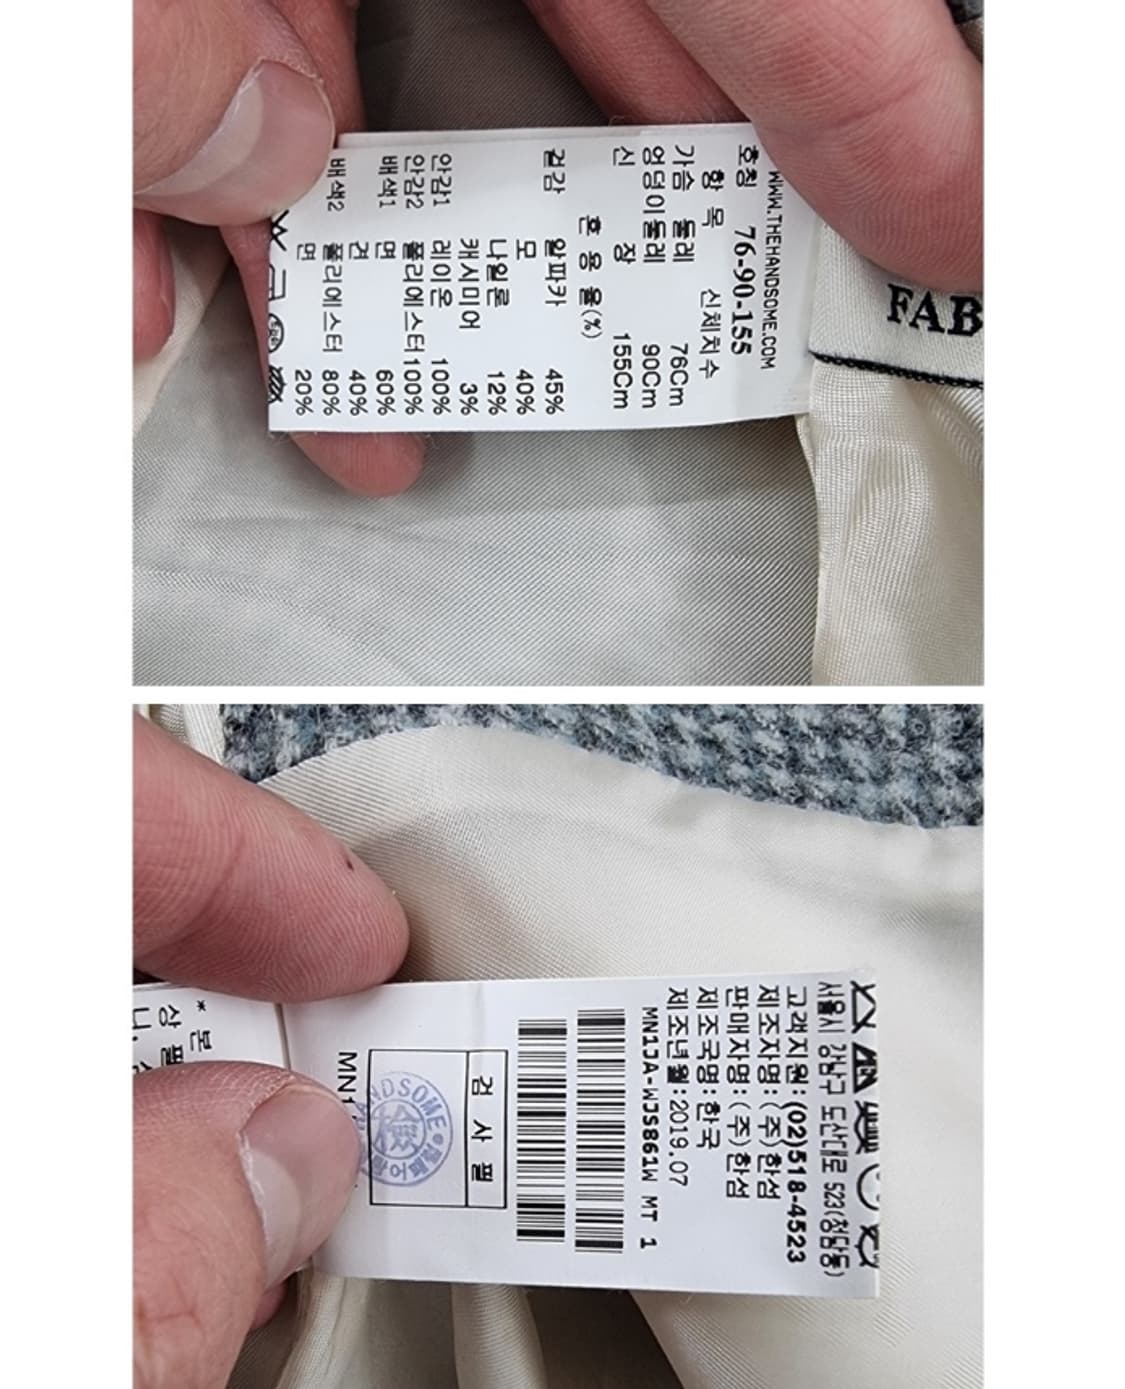 WWW.THEHANDSOME.COM
호칭 76-90-155
항 목 신체치수
가슴 둘레 76Cm
엉덩이둘레 90Cm
신 장 155Cm
혼 용 율(%)
겉감 알파카 45%
모 40%
나일론 12%
캐시미어 3%
안감1 레이온 100%
안감2 폴리에스터 100%
배색1 면 60%
견 40%
배색2 폴리에스터 80%
면 20%
FAB
서울시 강남구 도산대로 523(청담동)
고객지원: (02)518-4523
제조자명: (주)한섬
판매자명: (주)한섬
제조국명: 한국
제조년월: 2019.07
MN1JA-WJS861W MT 1
검 사 필
NDSOME
MN1
* 본
상